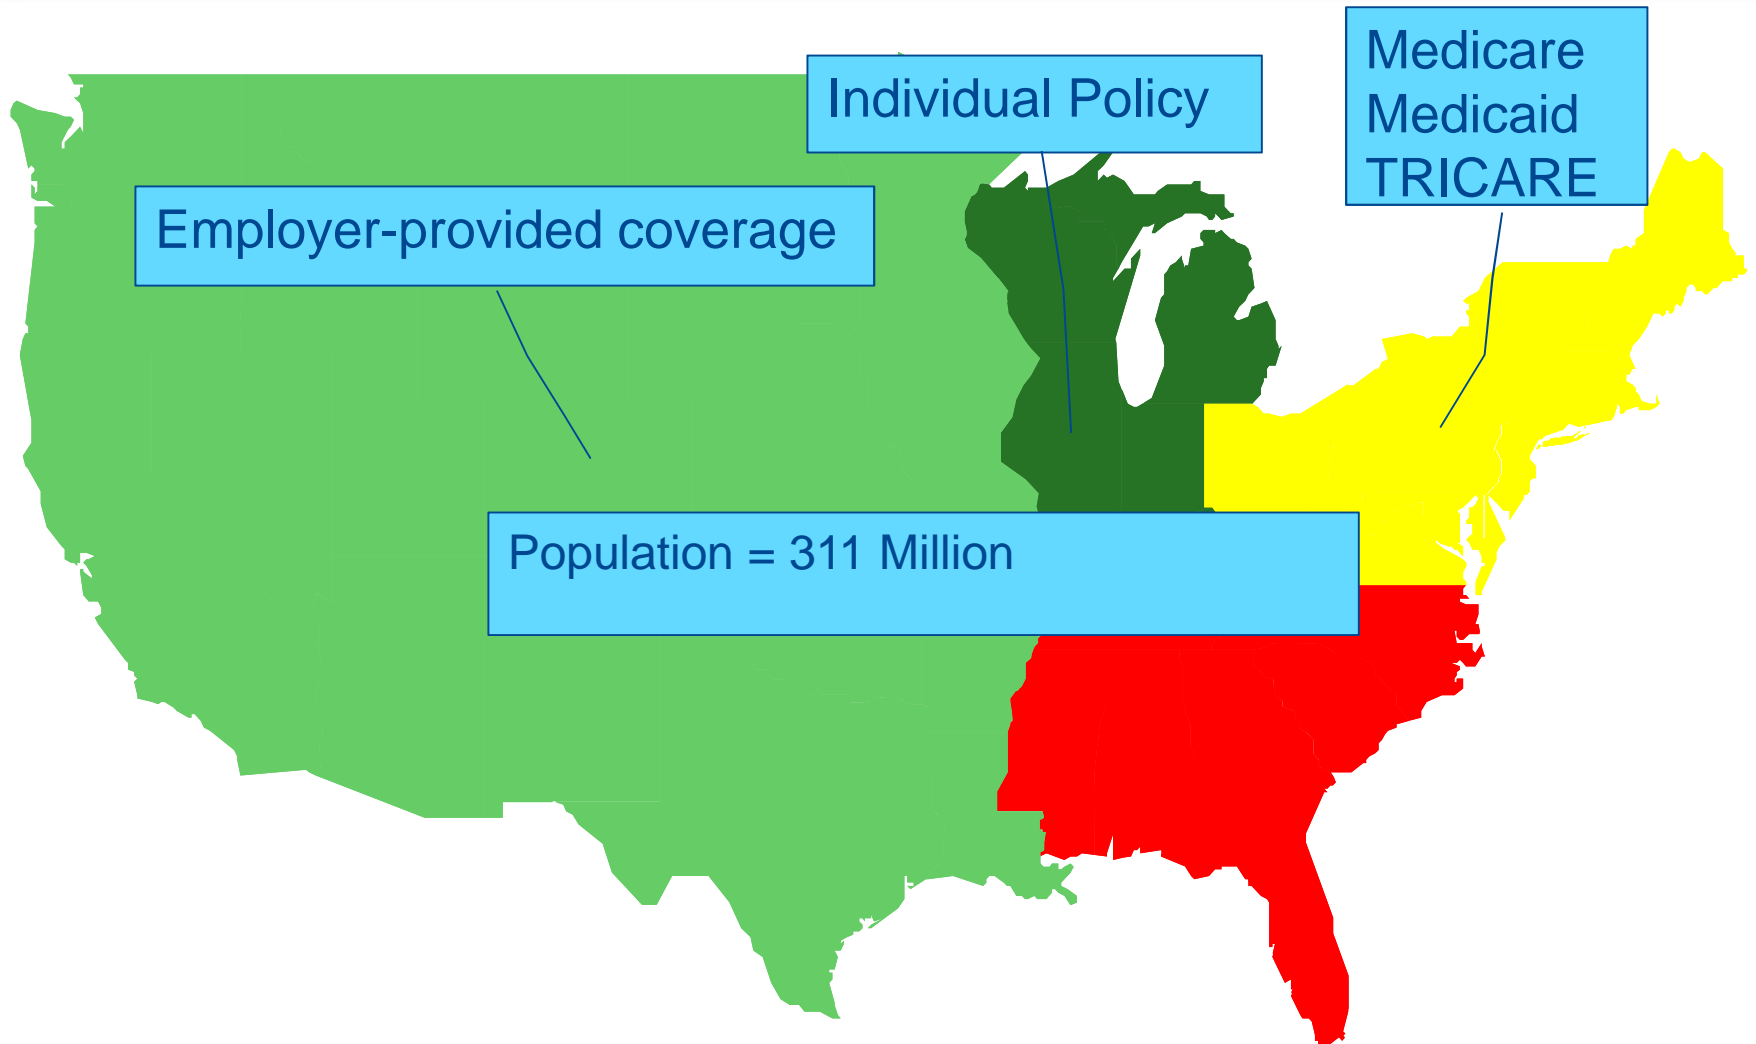 Individual Policy
Medicare
Medicaid
TRICARE
Employer-provided coverage
Population = 311 Million